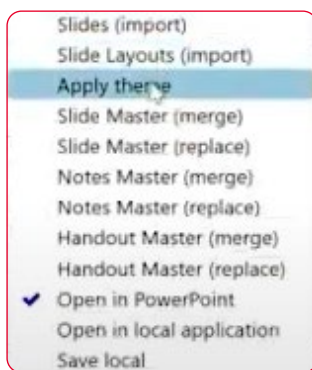 Slides (import)
Slide Layouts (import)
Apply theme
Slide Master (merge)
Slide Master (replace)
Notes Master (merge)
Notes Master (replace)
Handout Master (merge)
Handout Master (replace)
Open in PowerPoint
Open in local application
Save local